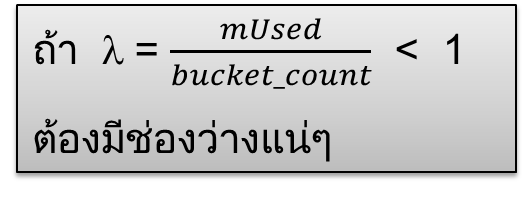 ถ้า λ = mUsed / bucket_count < 1
ต้องมีช่องว่างแน่ๆ